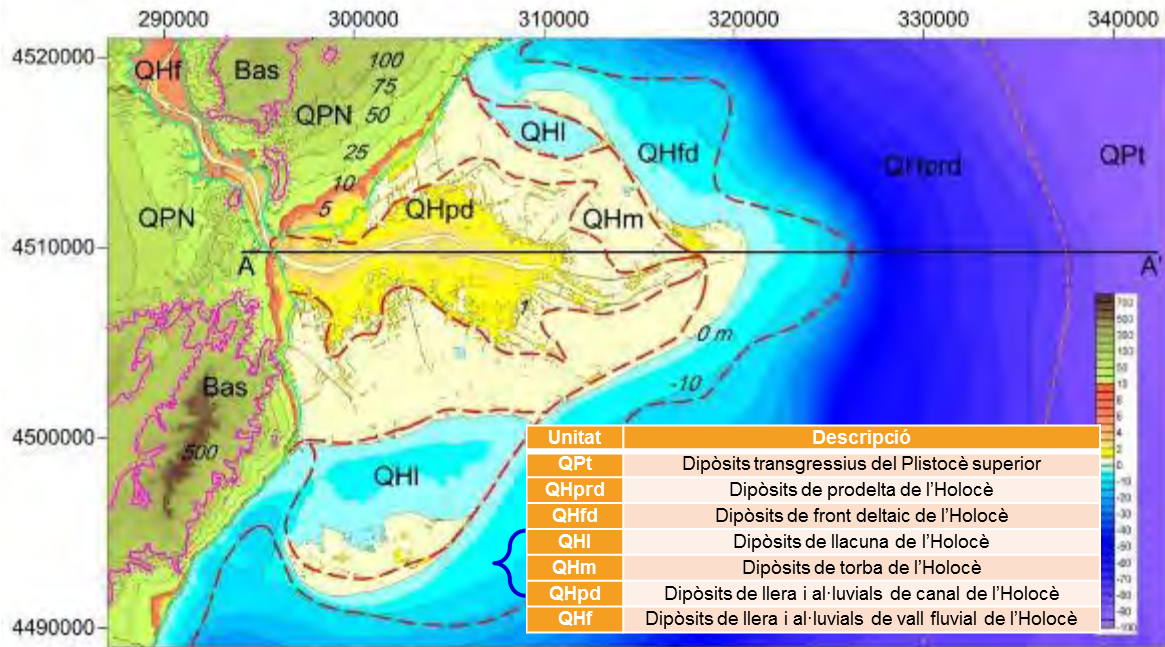 290000 300000 310000 320000 330000 340000
4520000
QHf
Bas
100
75
QPN
50
QHl
25
QHfd
QHprd
QPt
10
5
QPN
QHpd
QHm
4510000
A
A'
1
0 m
-10
Bas
500
4500000
QHl
4490000
Unitat Descripció
QPt Dipòsits transgressius del Plistocè superior
QHprd Dipòsits de prodelta de l’Holocè
QHfd Dipòsits de front deltaic de l’Holocè
QHl Dipòsits de llacuna de l’Holocè
QHm Dipòsits de torba de l’Holocè
QHpd Dipòsits de llera i al·luvials de canal de l’Holocè
QHf Dipòsits de llera i al·luvials de vall fluvial de l’Holocè